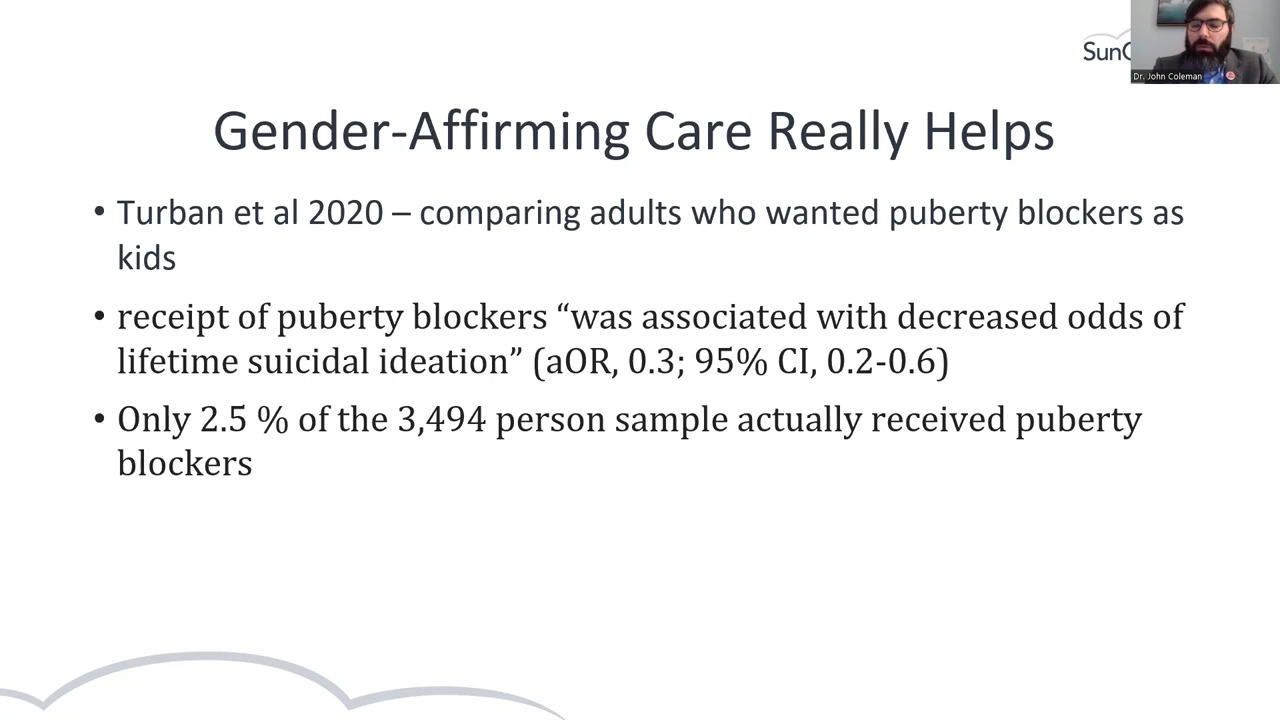 SunC
Dr. John Coleman
Gender-Affirming Care Really Helps
• Turban et al 2020 – comparing adults who wanted puberty blockers as
kids
• receipt of puberty blockers “was associated with decreased odds of
lifetime suicidal ideation” (aOR, 0.3; 95% CI, 0.2-0.6)
• Only 2.5 % of the 3,494 person sample actually received puberty
blockers